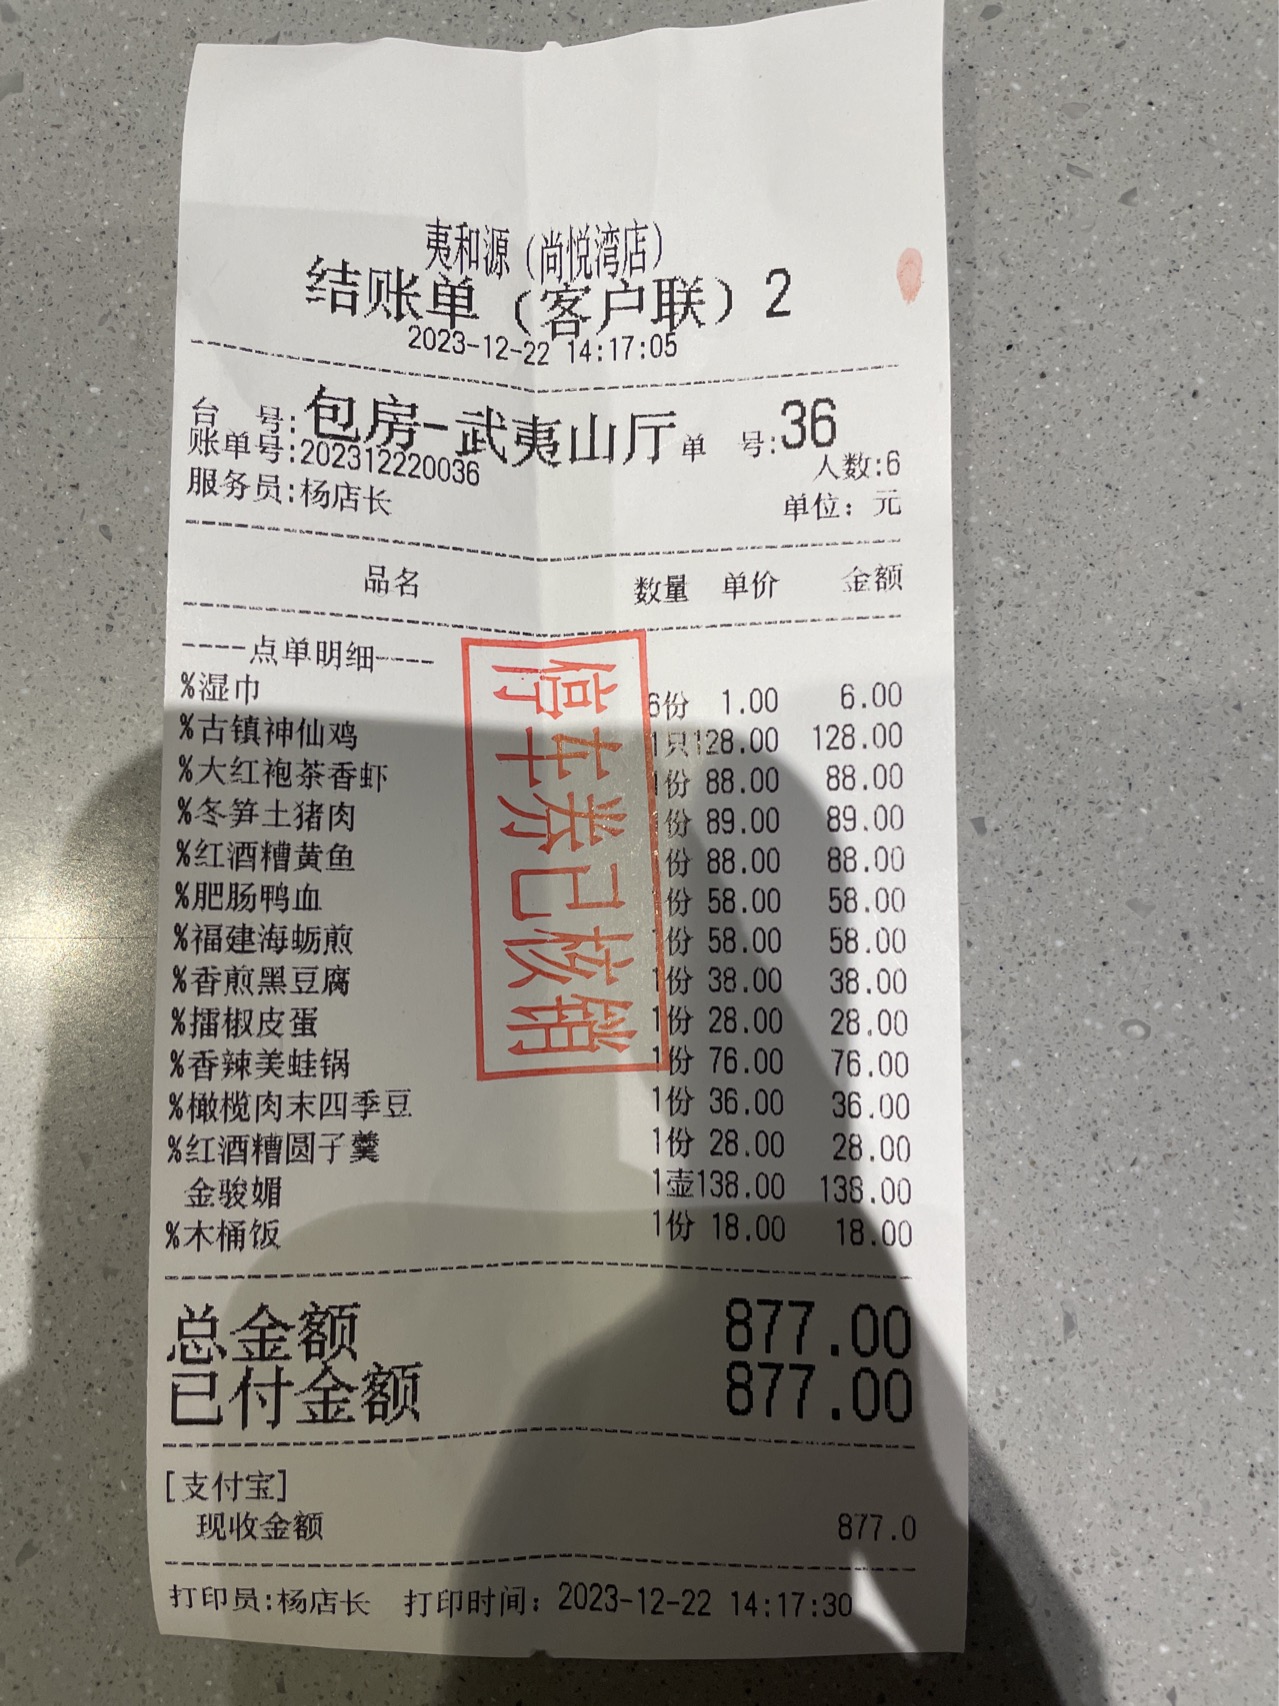 夷和源（尚悦湾店）
结账单（客户联）2
2023-12-22 14:17:05
台 号:包房-武夷山厅 单 号:36
账单号:202312220036 人数:6
服务员:杨店长 单位：元
品名 数量 单价 金额
----点单明细----
%湿巾 6份 1.00 6.00
%古镇神仙鸡 1只128.00 128.00
%大红袍茶香虾 1份 88.00 88.00
%冬笋土猪肉 份 89.00 89.00
%红酒糟黄鱼 份 88.00 88.00
%肥肠鸭血 份 58.00 58.00
%福建海蛎煎 1份 58.00 58.00
%香煎黑豆腐 1份 38.00 38.00
%擂椒皮蛋 1份 28.00 28.00
%香辣美蛙锅 1份 76.00 76.00
%橄榄肉末四季豆 1份 36.00 36.00
%红酒糟圆子羹 1份 28.00 28.00
金骏媚 1壶138.00 138.00
%木桶饭 1份 18.00 18.00
总金额 877.00
已付金额 877.00
[支付宝]
现收金额 877.0
打印员:杨店长 打印时间：2023-12-22 14:17:30
停车券已核销